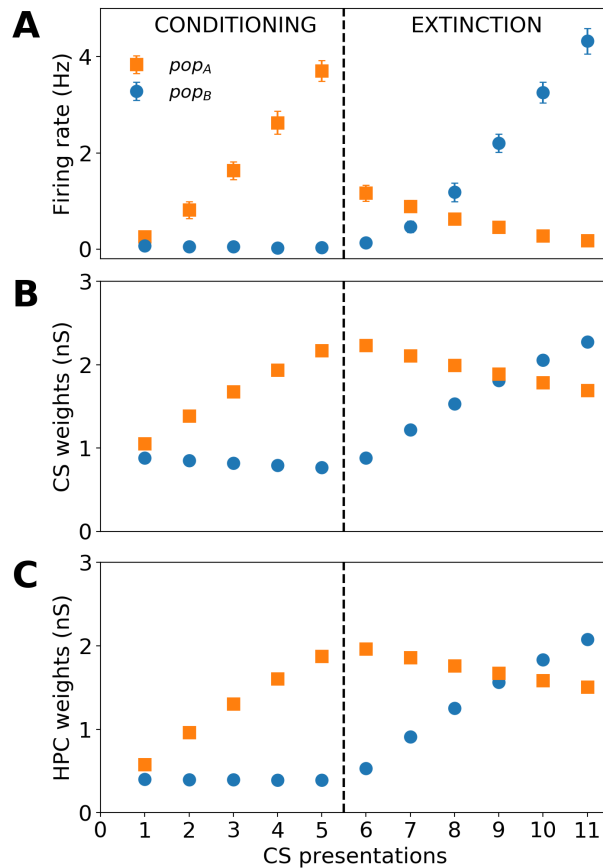 A
CONDITIONING EXTINCTION
pop_A
pop_B
Firing rate (Hz)
4
2
0
B
CS weights (nS)
3
2
1
0
C
HPC weights (nS)
3
2
1
0
0 1 2 3 4 5 6 7 8 9 10 11
CS presentations